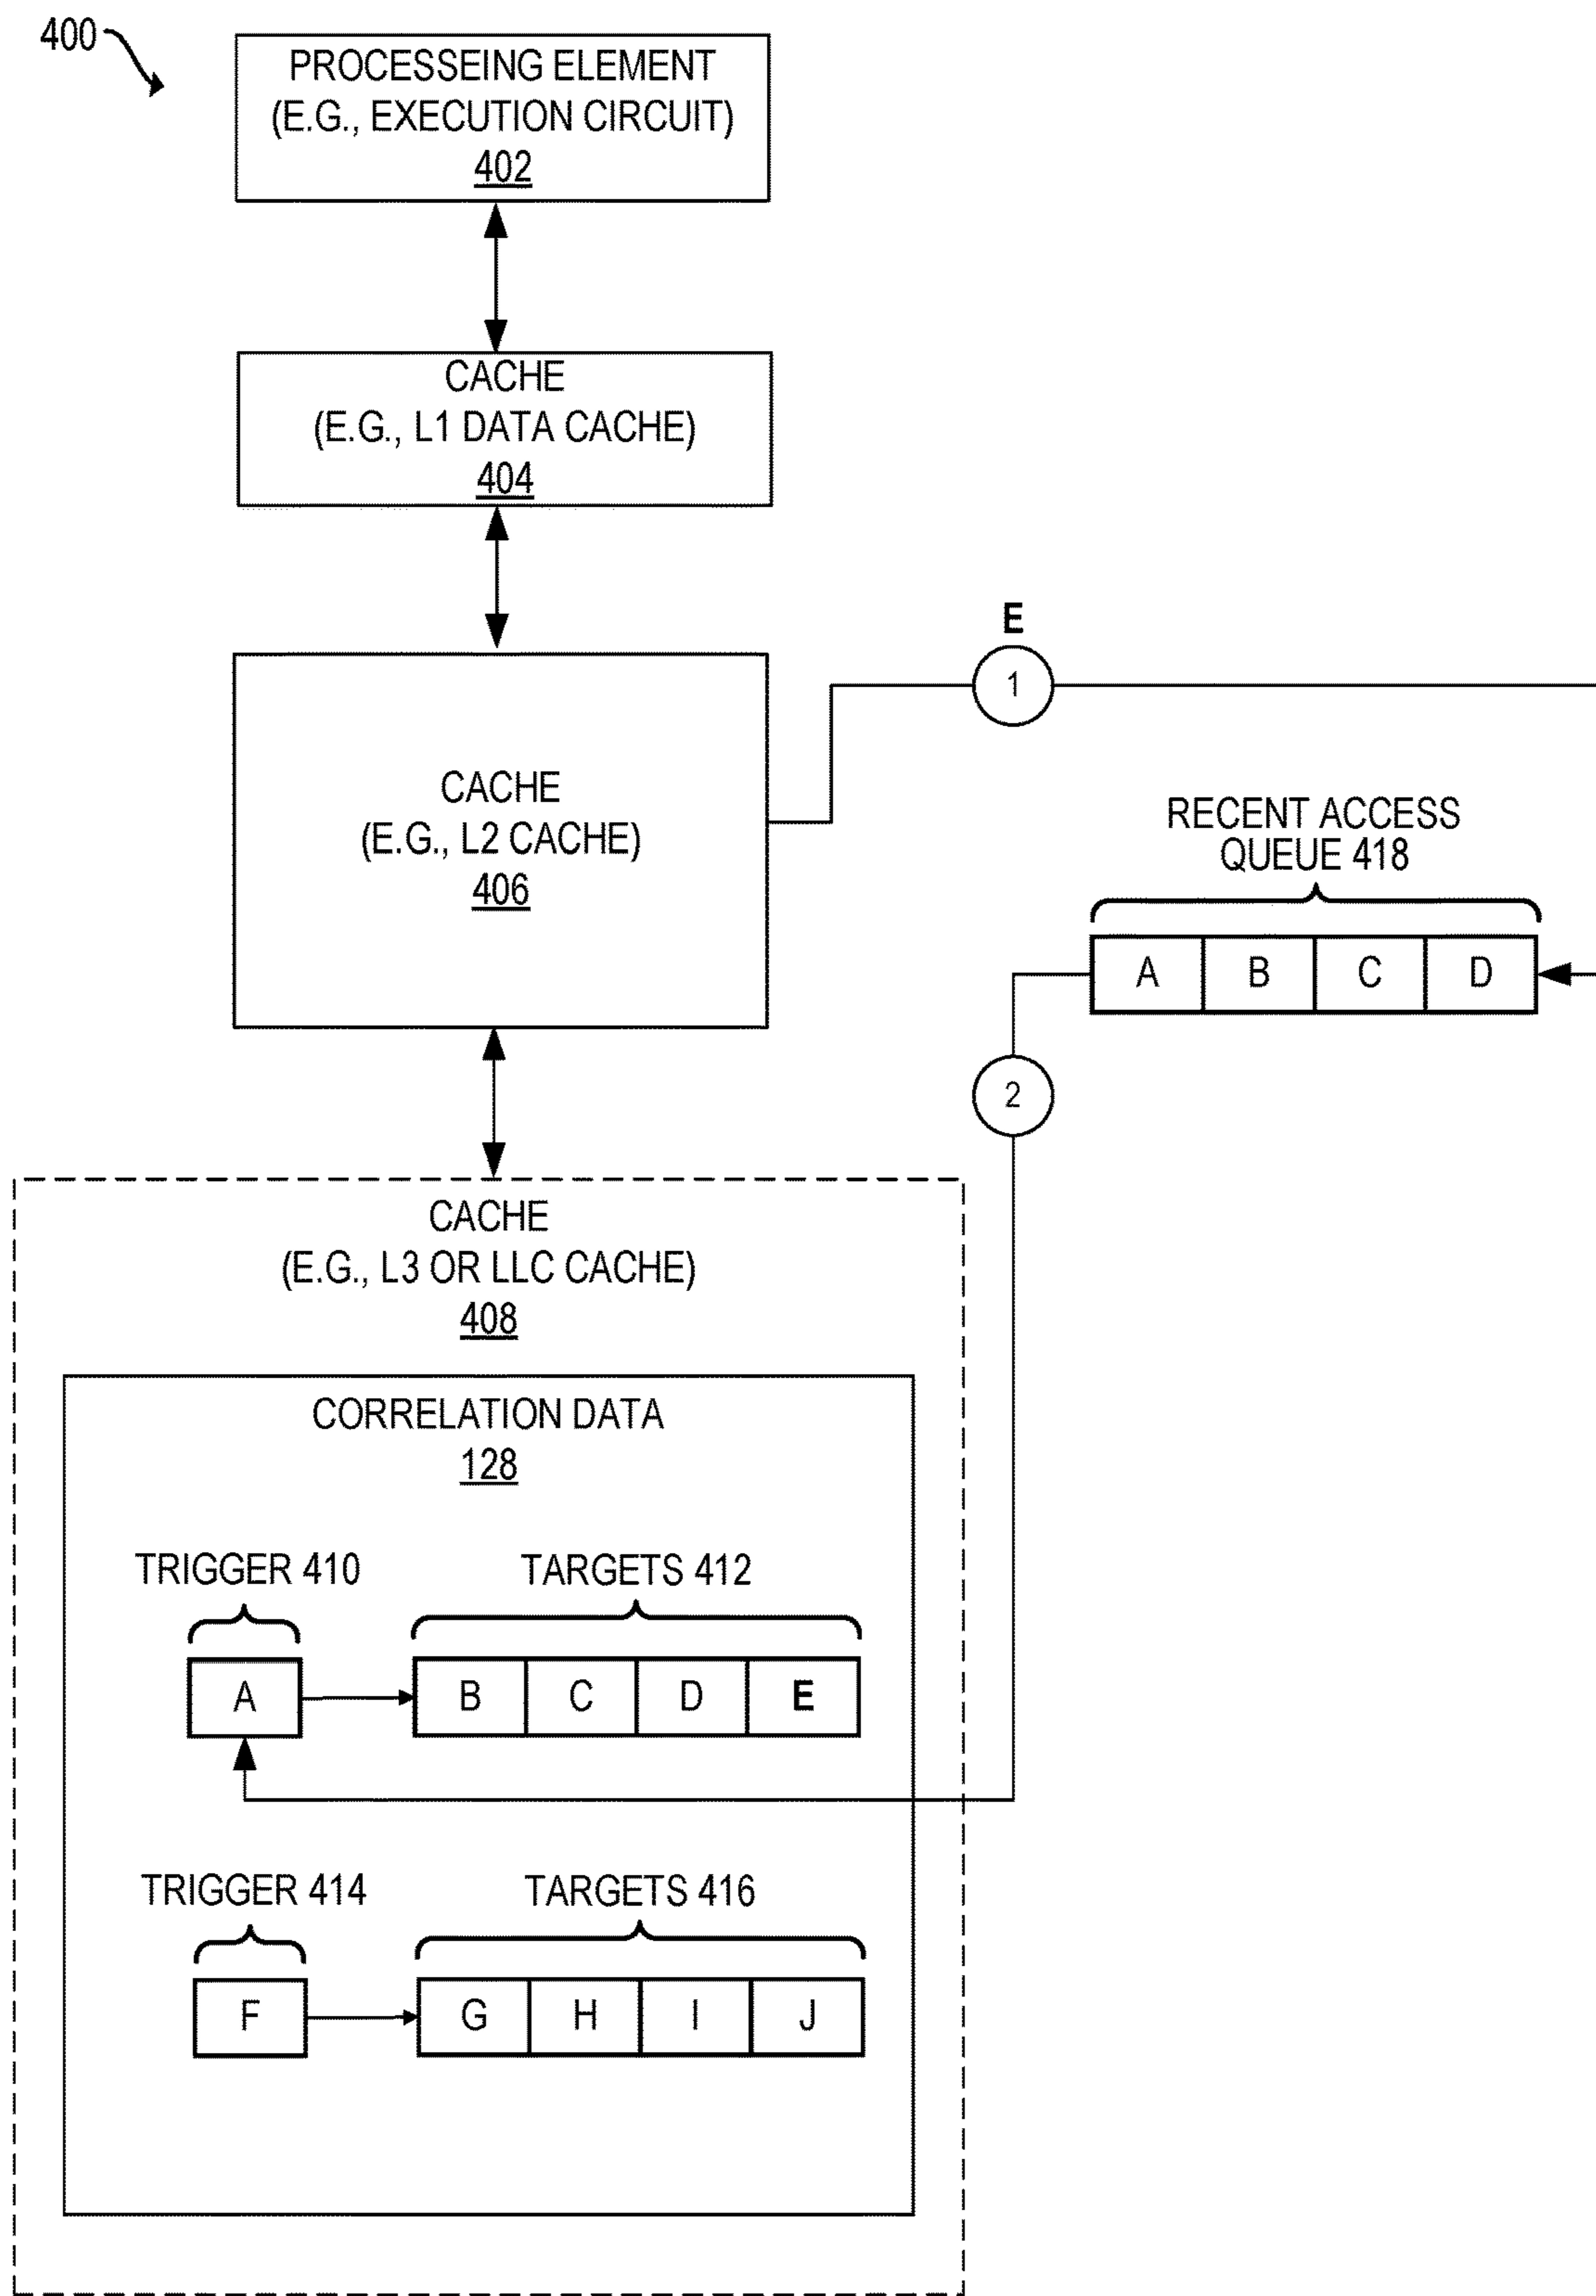 400
PROCESSEING ELEMENT
(E.G., EXECUTION CIRCUIT)
402
CACHE
(E.G., L1 DATA CACHE)
404
E
1
CACHE
(E.G., L2 CACHE)
406
RECENT ACCESS
QUEUE 418
A B C D
2
CACHE
(E.G., L3 OR LLC CACHE)
408
CORRELATION DATA
128
TRIGGER 410 TARGETS 412
A B C D E
TRIGGER 414 TARGETS 416
F G H I J